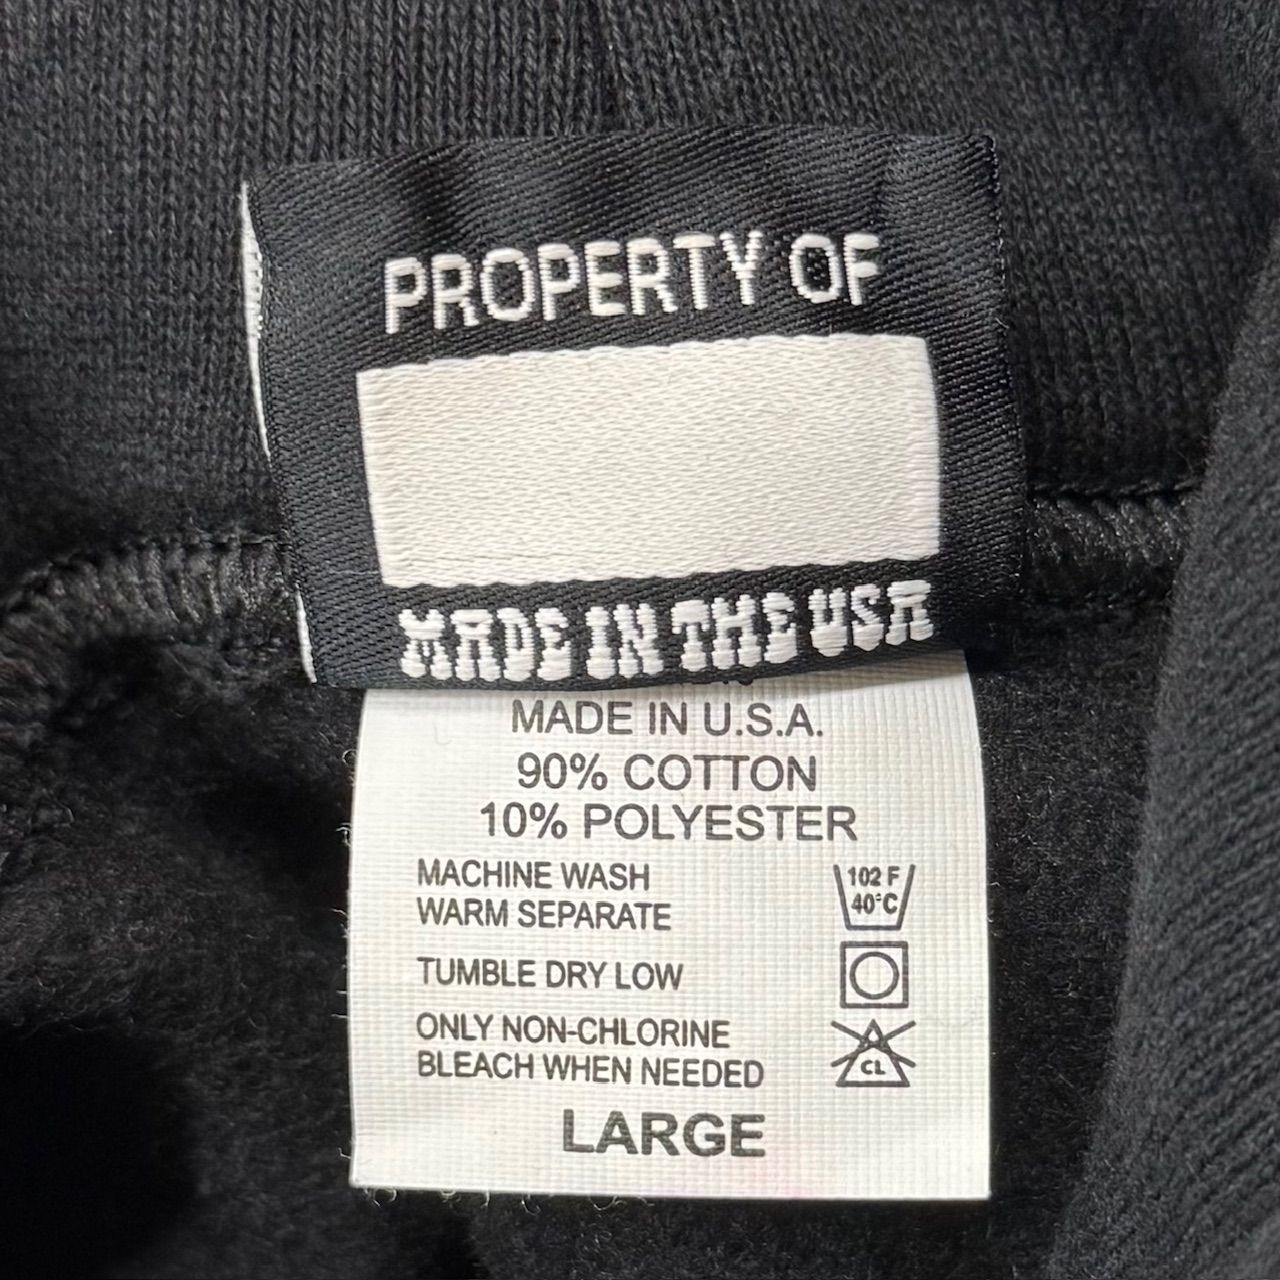 PROPERTY OF
MADE IN THE USA
MADE IN U.S.A.
90% COTTON
10% POLYESTER
MACHINE WASH
WARM SEPARATE
102 F
40°C
TUMBLE DRY LOW
ONLY NON-CHLORINE
BLEACH WHEN NEEDED
CL
LARGE